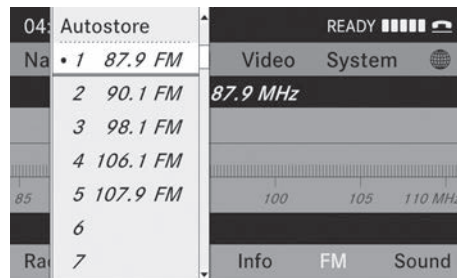 04:
Autostore
READY
Na
• 1 87.9 FM
Video
System
2 90.1 FM
87.9 MHz
3 98.1 FM
4 106.1 FM
5 107.9 FM
85
100
105
110 MHz
6
7
Ra
Info
FM
Sound